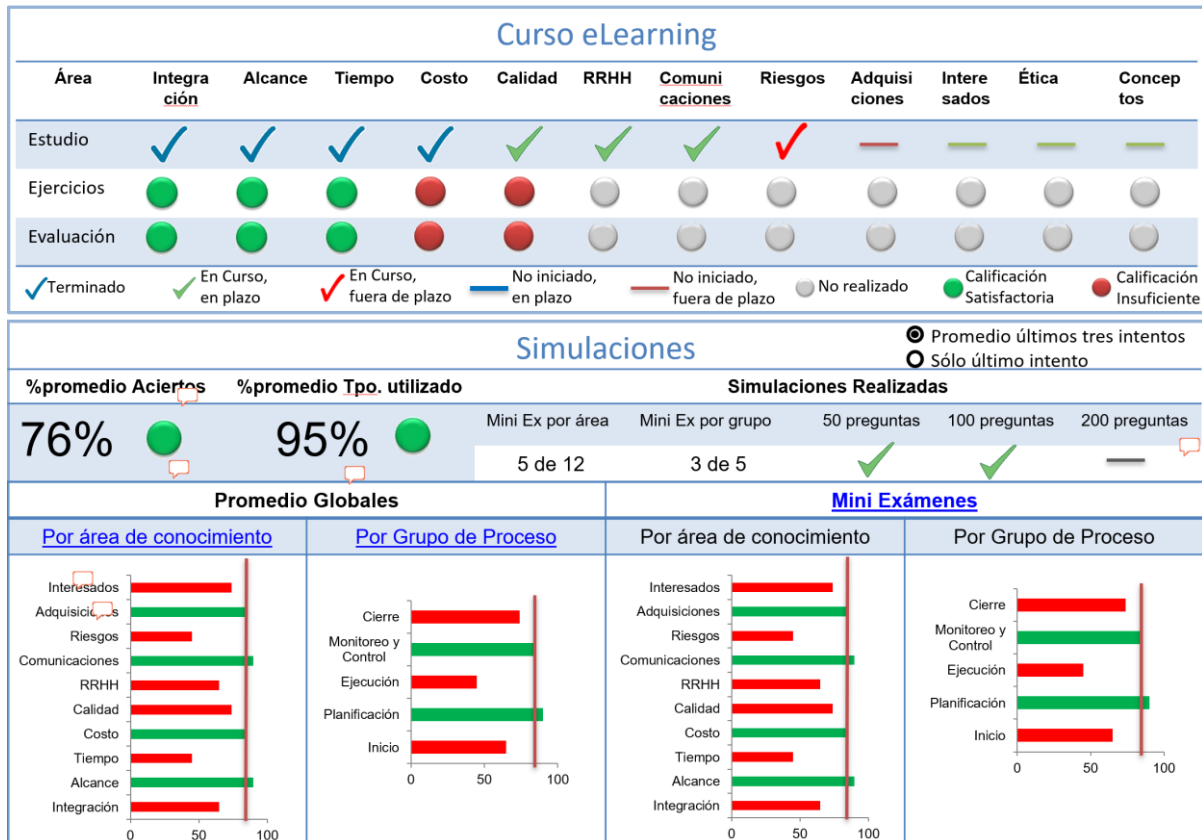 Curso eLearning
Área Integra ción Alcance Tiempo Costo Calidad RRHH Comuni caciones Riesgos Adquisi ciones Intere sados Ética Concep tos
Estudio
Ejercicios
Evaluación
Terminado
En Curso, en plazo
En Curso, fuera de plazo
No iniciado, en plazo
No iniciado, fuera de plazo
No realizado
Calificación Satisfactoria
Calificación Insuficiente
Simulaciones
Promedio últimos tres intentos
Sólo último intento
%promedio Aciertos %promedio Tpo. utilizado Simulaciones Realizadas
76% 95%
Mini Ex por área Mini Ex por grupo 50 preguntas 100 preguntas 200 preguntas
5 de 12 3 de 5
Promedio Globales
Mini Exámenes
Por área de conocimiento
Por Grupo de Proceso
Por área de conocimiento
Por Grupo de Proceso
Interesados
Adquisiciones
Riesgos
Comunicaciones
RRHH
Calidad
Costo
Tiempo
Alcance
Integración
0 50 100
Cierre
Monitoreo y
Control
Ejecución
Planificación
Inicio
0 50 100
Interesados
Adquisiciones
Riesgos
Comunicaciones
RRHH
Calidad
Costo
Tiempo
Alcance
Integración
0 50 100
Cierre
Monitoreo y
Control
Ejecución
Planificación
Inicio
0 50 100